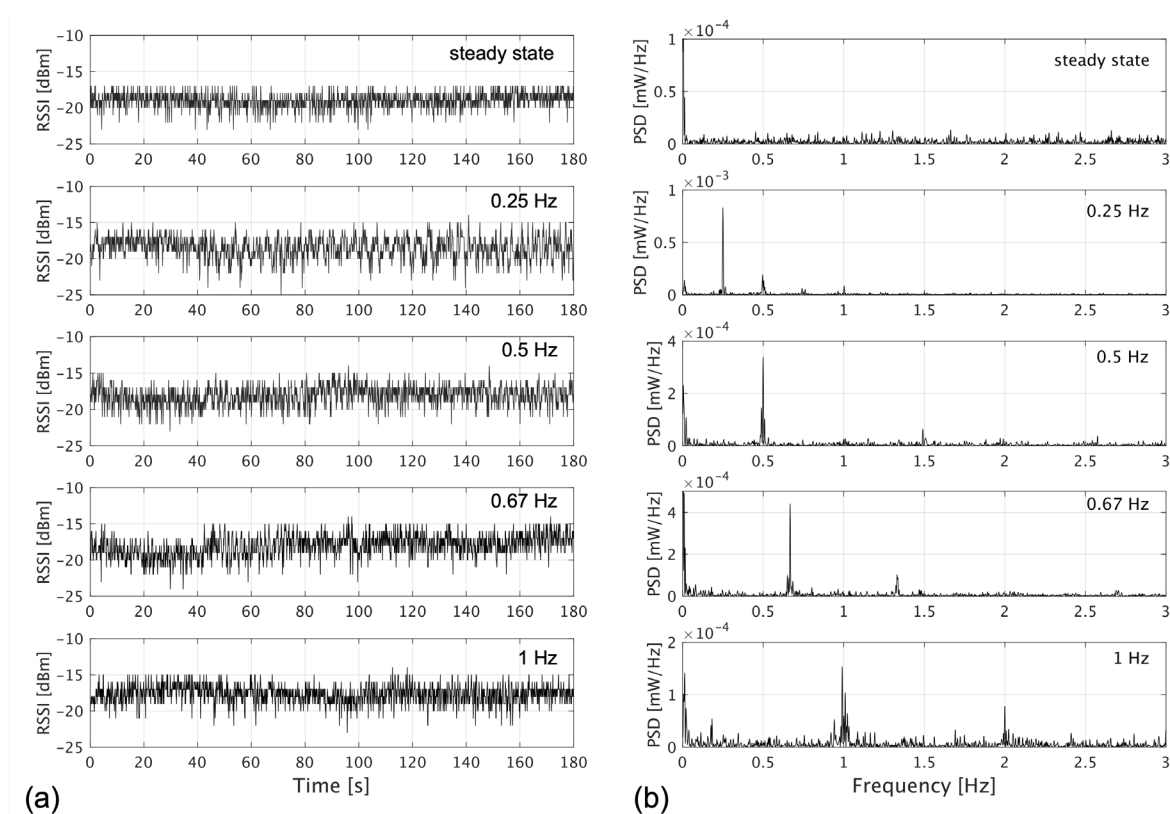 −10
−15
−20
−25
RSSI [dBm]
steady state
0 20 40 60 80 100 120 140 160 180
−10
−15
−20
−25
RSSI [dBm]
0.25 Hz
0 20 40 60 80 100 120 140 160 180
−10
−15
−20
−25
RSSI [dBm]
0.5 Hz
0 20 40 60 80 100 120 140 160 180
−10
−15
−20
−25
RSSI [dBm]
0.67 Hz
0 20 40 60 80 100 120 140 160 180
−10
−15
−20
−25
RSSI [dBm]
1 Hz
0 20 40 60 80 100 120 140 160 180
Time [s]
(a)
×10⁻⁴
1
0.5
0
PSD [mW/Hz]
steady state
0 0.5 1 1.5 2 2.5 3
×10⁻³
1
0.5
0
PSD [mW/Hz]
0.25 Hz
0 0.5 1 1.5 2 2.5 3
×10⁻⁴
4
2
0
PSD [mW/Hz]
0.5 Hz
0 0.5 1 1.5 2 2.5 3
×10⁻⁴
4
2
0
PSD [mW/Hz]
0.67 Hz
0 0.5 1 1.5 2 2.5 3
×10⁻⁴
2
1
0
PSD [mW/Hz]
1 Hz
0 0.5 1 1.5 2 2.5 3
Frequency [Hz]
(b)